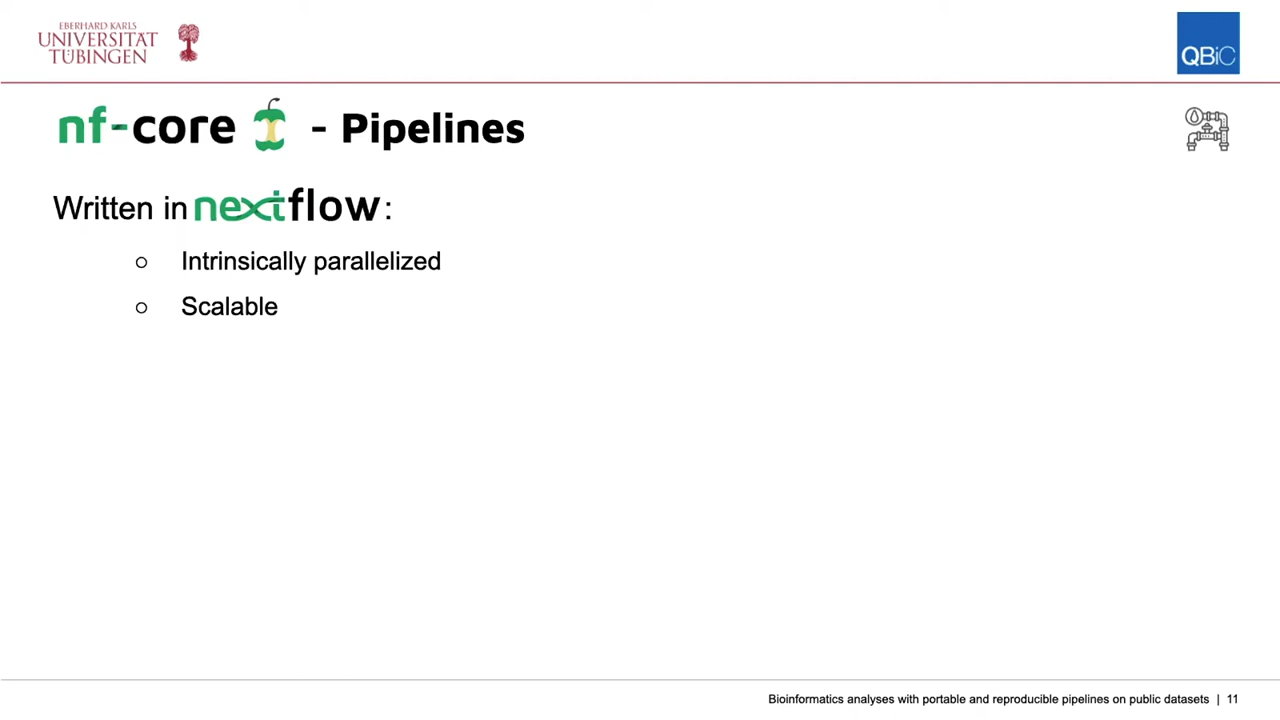 EBERHARD KARLS
UNIVERSITÄT
TÜBINGEN
QBiC
nf-core - Pipelines
Written in nextflow:
○ Intrinsically parallelized
○ Scalable
Bioinformatics analyses with portable and reproducible pipelines on public datasets | 11